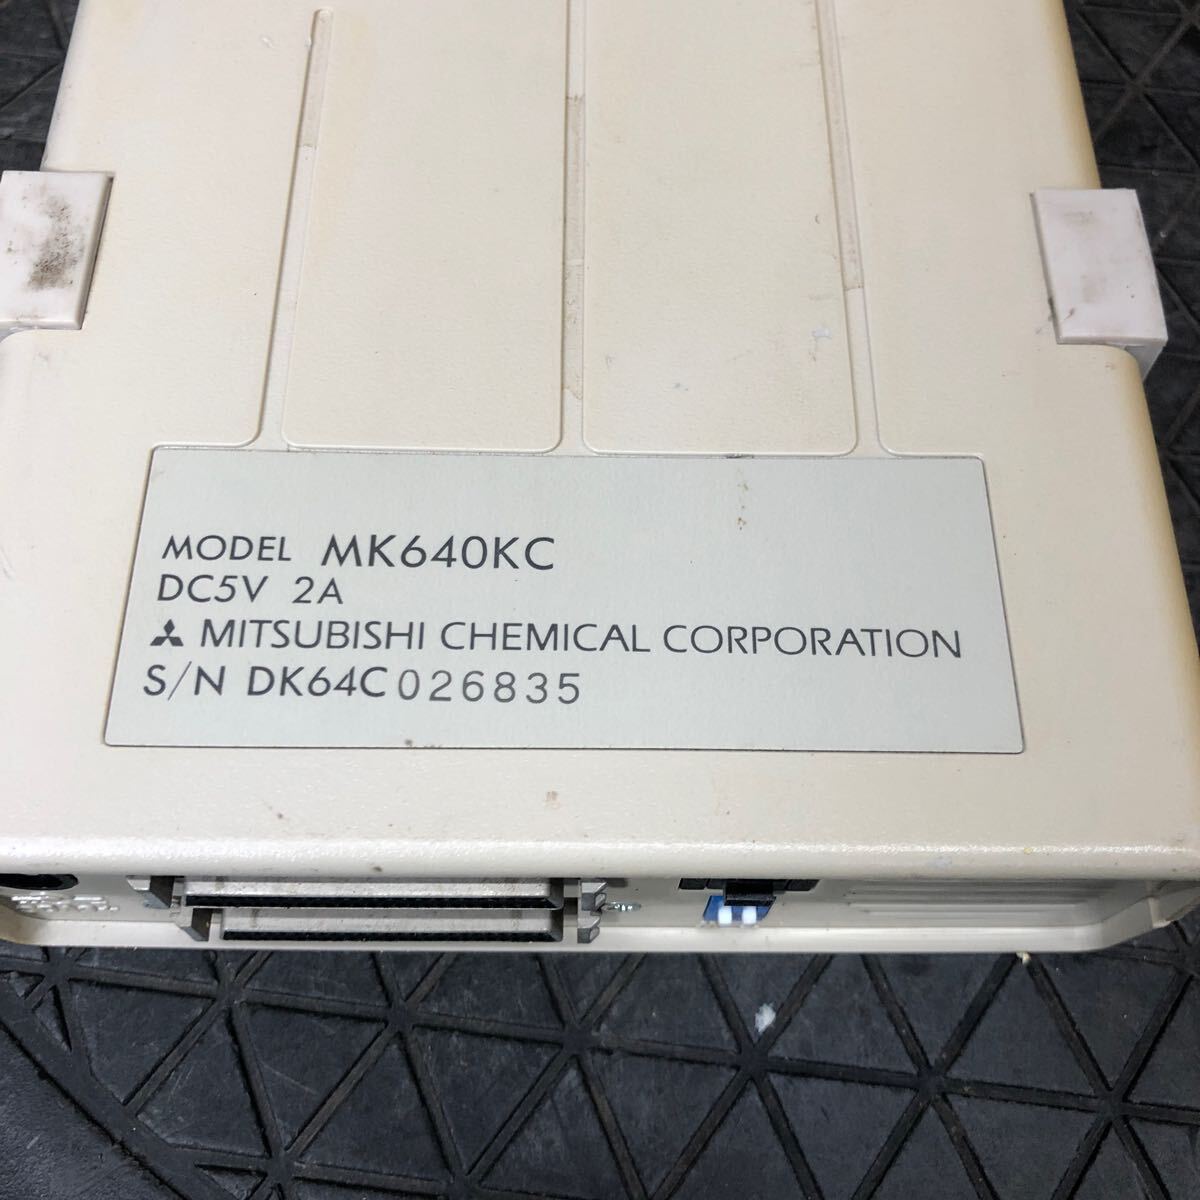 MODEL MK640KC
DC5V 2A
MITSUBISHI CHEMICAL CORPORATION
S/N DK64C026835